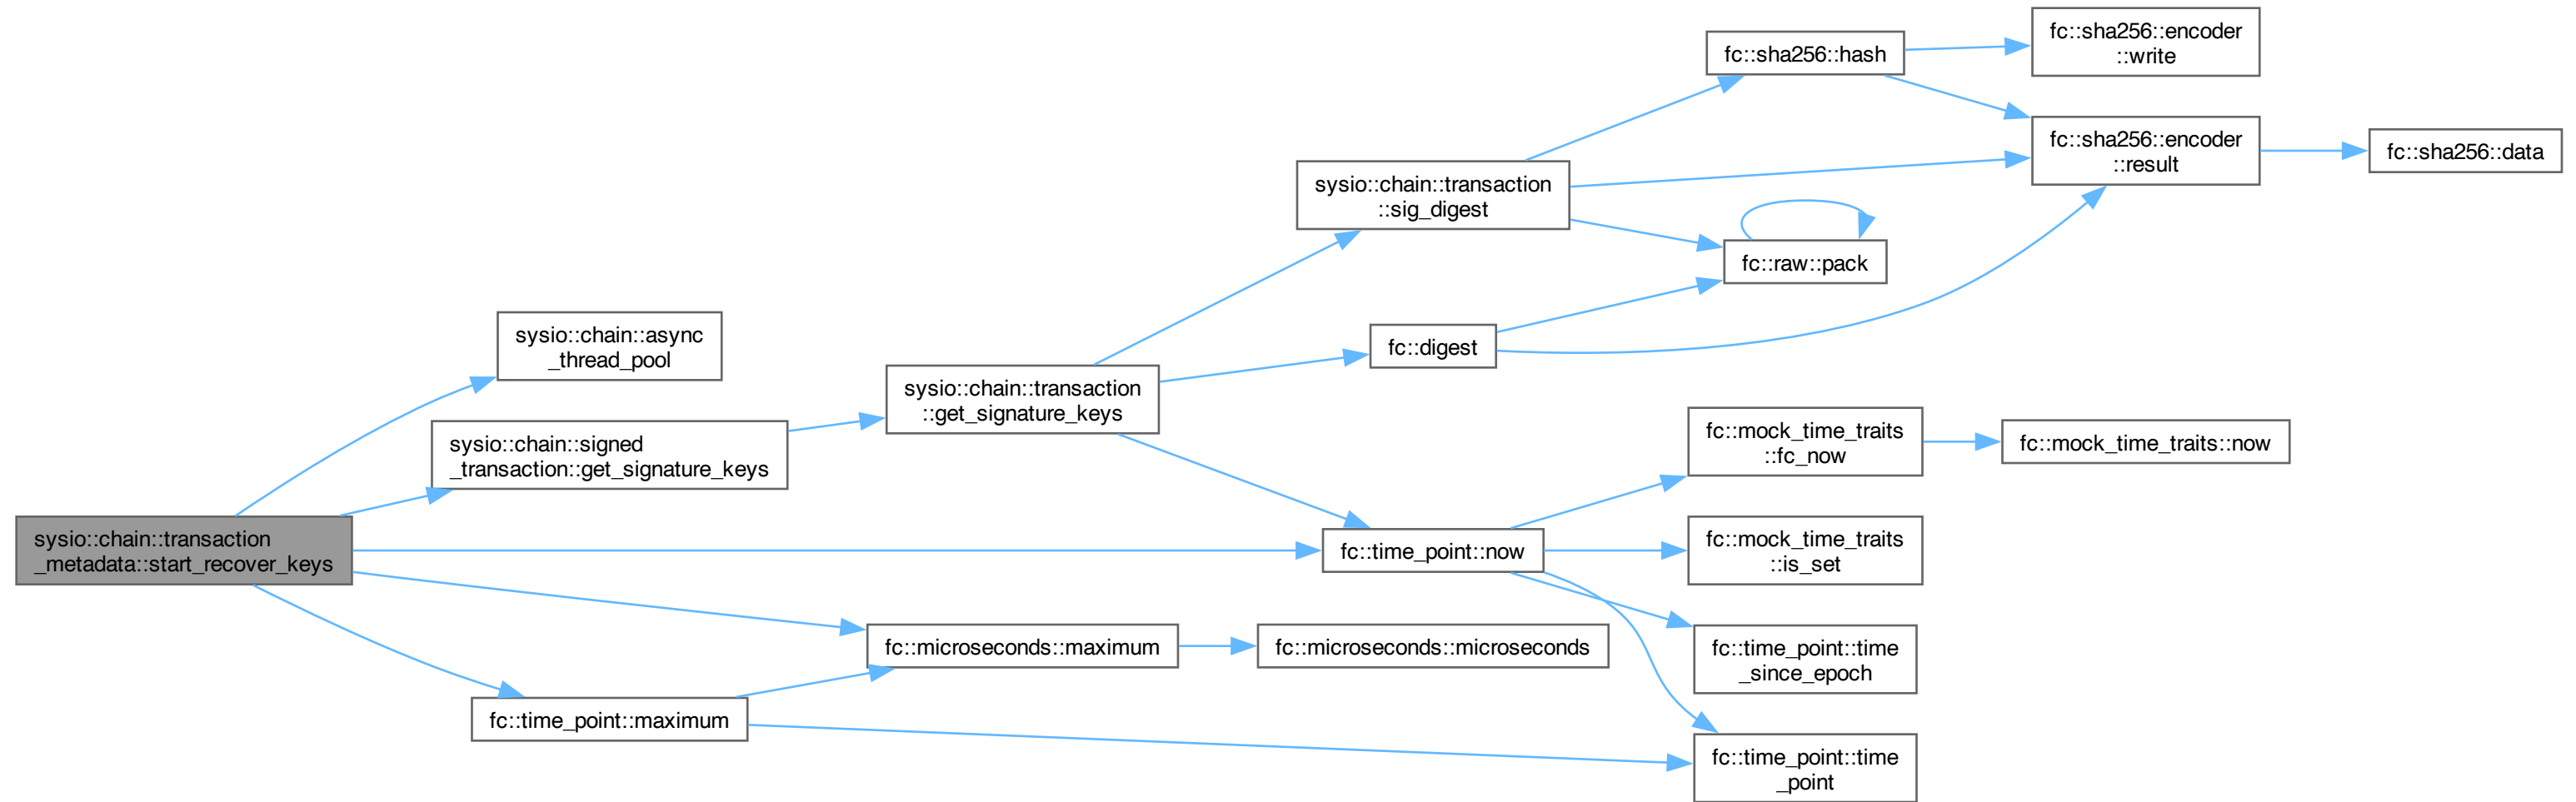 sysio::chain::transaction
_metadata::start_recover_keys
sysio::chain::async
_thread_pool
sysio::chain::signed
_transaction::get_signature_keys
fc::time_point::maximum
sysio::chain::transaction
::get_signature_keys
fc::microseconds::maximum
sysio::chain::transaction
::sig_digest
fc::digest
fc::time_point::now
fc::microseconds::microseconds
fc::sha256::hash
fc::raw::pack
fc::mock_time_traits
::fc_now
fc::mock_time_traits
::is_set
fc::time_point::time
_since_epoch
fc::time_point::time
_point
fc::sha256::encoder
::write
fc::sha256::encoder
::result
fc::mock_time_traits::now
fc::sha256::data